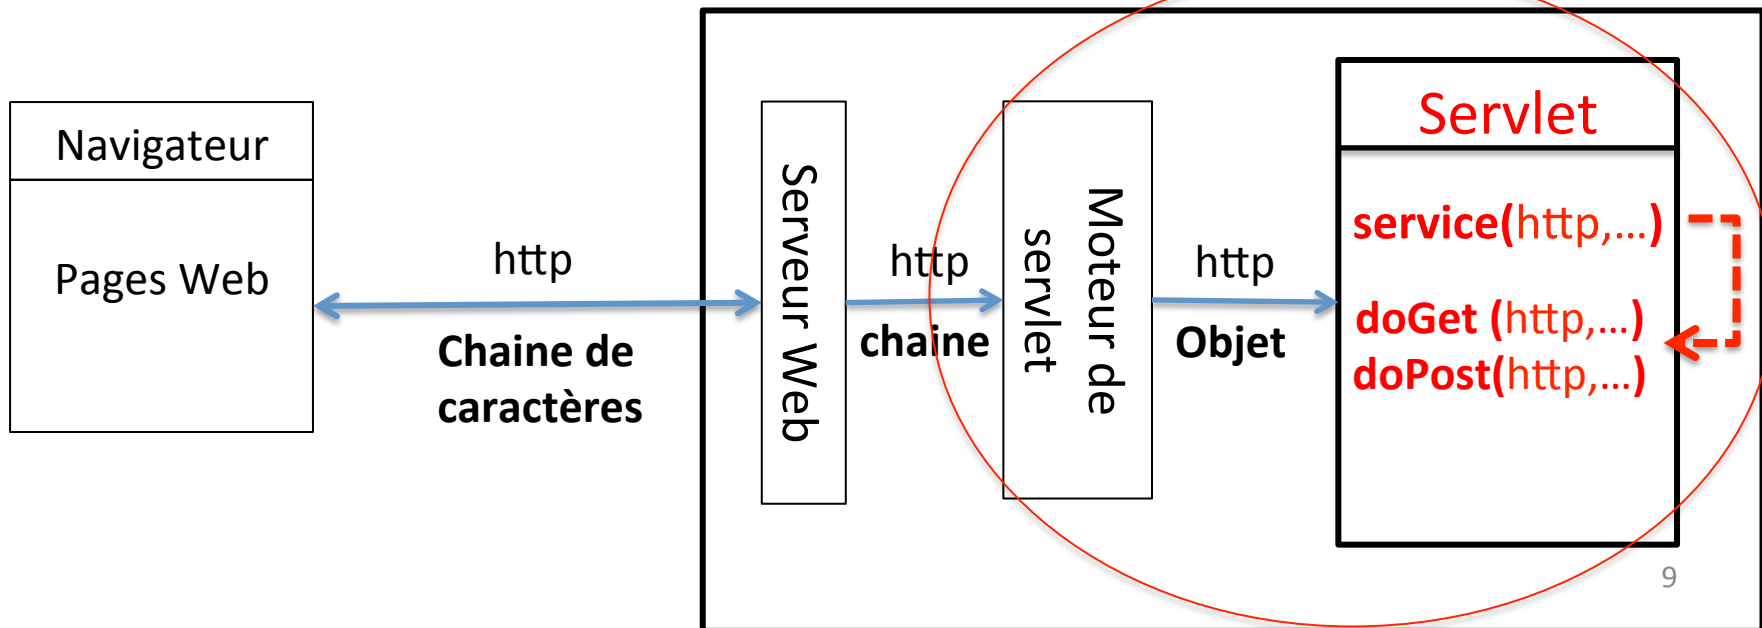 Navigateur
Pages Web
http
Chaine de
caractères
Serveur Web
http
chaine
Moteur de
servlet
http
Objet
Servlet
service(http,...)
doGet (http,...)
doPost(http,...)
9